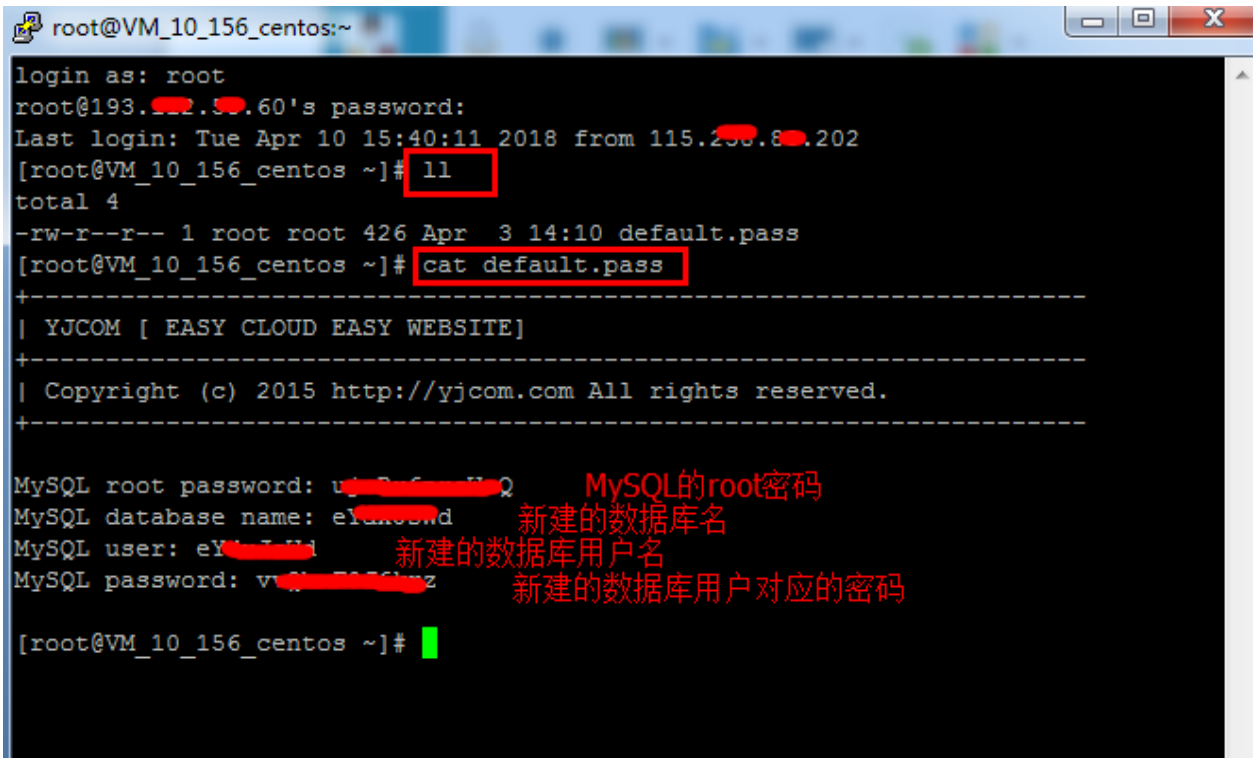 root@VM_10_156_centos:~
login as: root
root@193. .60's password:
Last login: Tue Apr 10 15:40:11 2018 from 115. .202
[root@VM_10_156_centos ~]# ll
total 4
-rw-r--r-- 1 root root 426 Apr  3 14:10 default.pass
[root@VM_10_156_centos ~]# cat default.pass
+----------------------------------------------------------------------
| YJCOM [ EASY CLOUD EASY WEBSITE]
+----------------------------------------------------------------------
| Copyright (c) 2015 http://yjcom.com All rights reserved.
+----------------------------------------------------------------------
MySQL root password: MySQL的root密码
MySQL database name: 新建的数据库名
MySQL user: 新建的数据库用户名
MySQL password: 新建的数据库用户对应的密码
[root@VM_10_156_centos ~]#